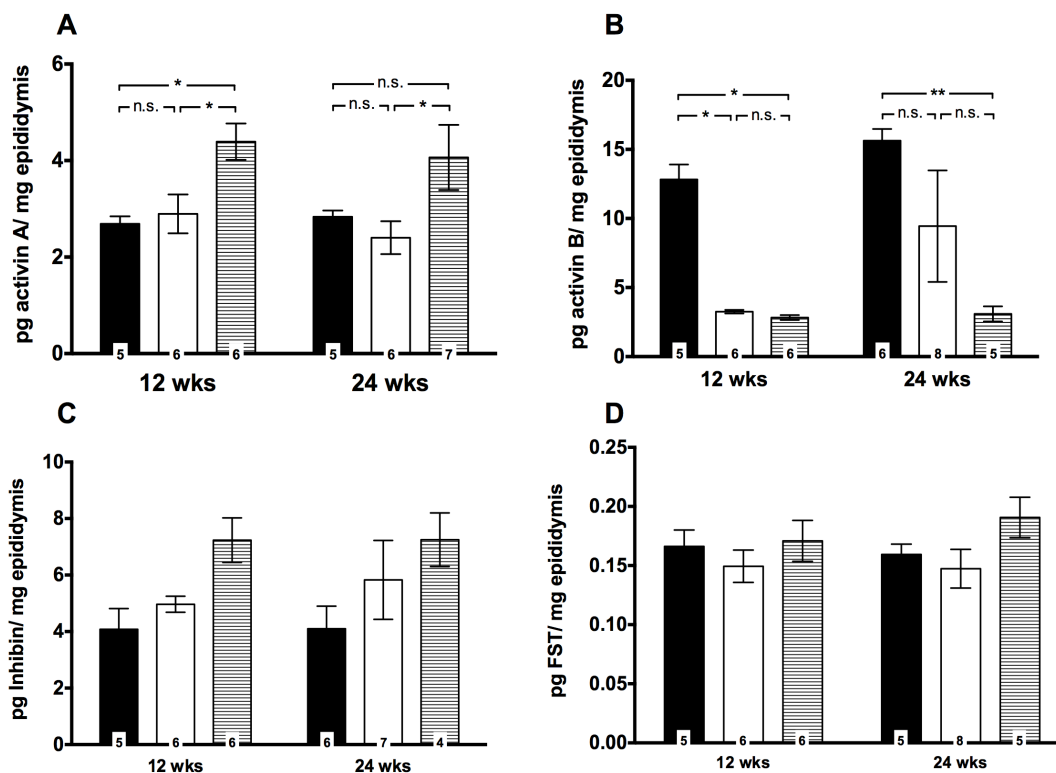 A
pg activin A/ mg epididymis
6
4
2
0
*
n.s.
*
n.s.
n.s.
*
5
6
6
5
6
7
12 wks
24 wks
B
pg activin B/ mg epididymis
20
15
10
5
0
*
*
n.s.
**
n.s.
n.s.
5
6
6
6
8
5
12 wks
24 wks
C
pg Inhibin/ mg epididymis
10
8
6
4
2
0
5
6
6
6
7
4
12 wks
24 wks
D
pg FST/ mg epididymis
0.25
0.20
0.15
0.10
0.05
0.00
5
6
6
5
8
5
12 wks
24 wks